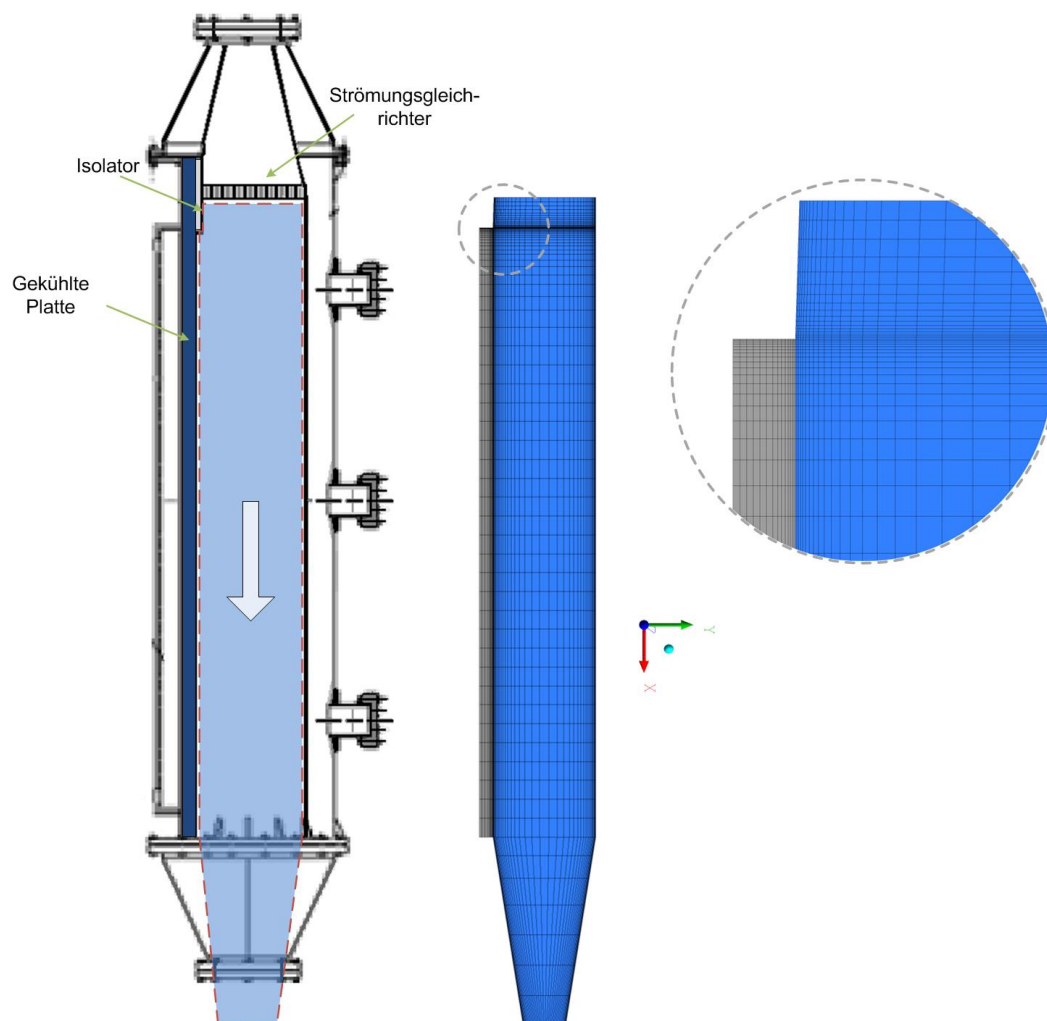 Strömungsgleich-
richter
Isolator
Gekühlte
Platte
Y
Z
X